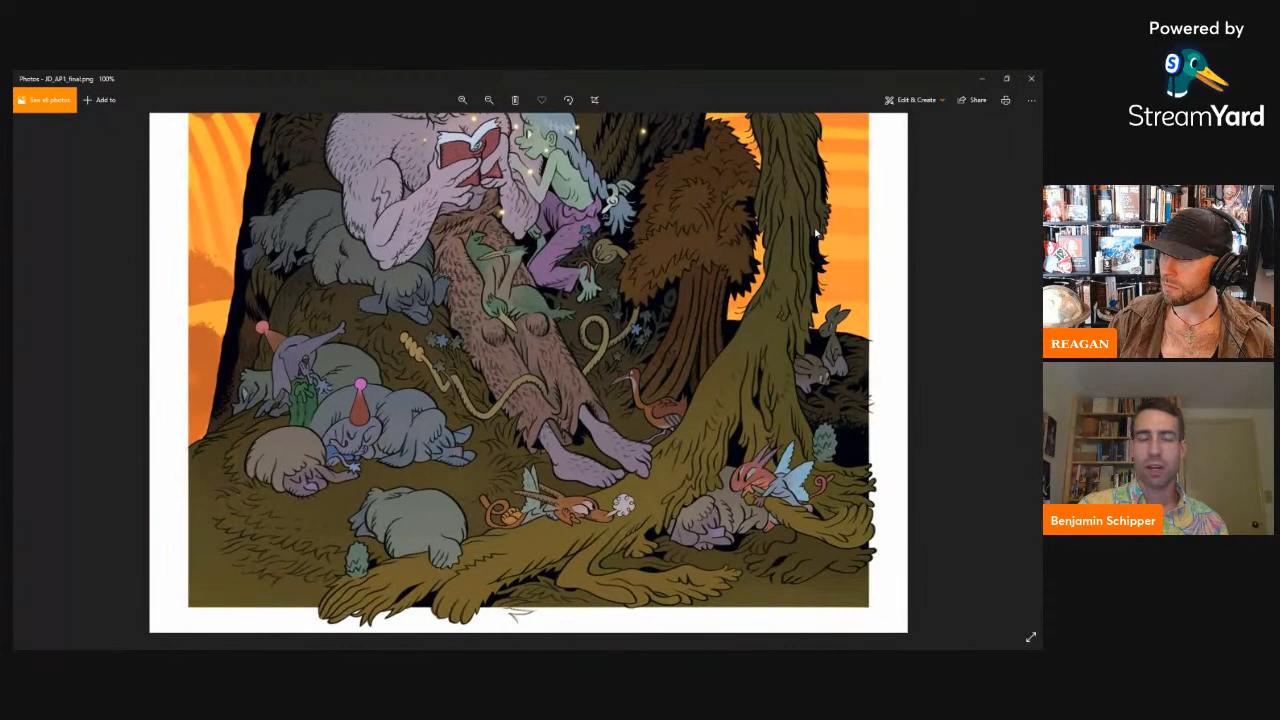 Powered by
S
StreamYard
Photos - JD_AP1_final.png 100%
See all photos
Add to
Edit & Create
Share
REAGAN
Benjamin Schipper